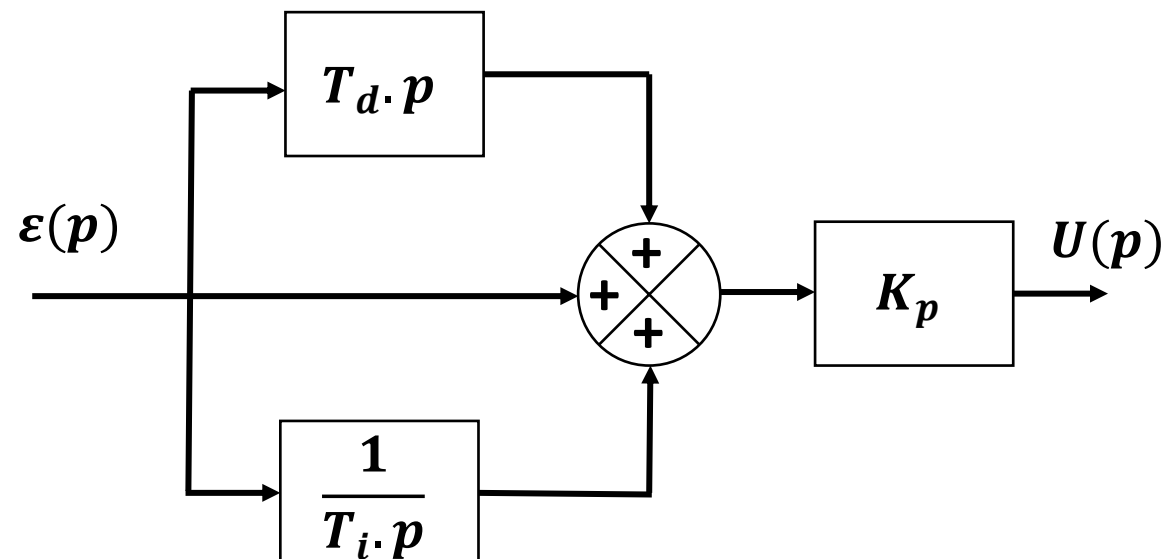 T_d.p
ε(p)
+
+
+
K_p
U(p)
1
T_i.p